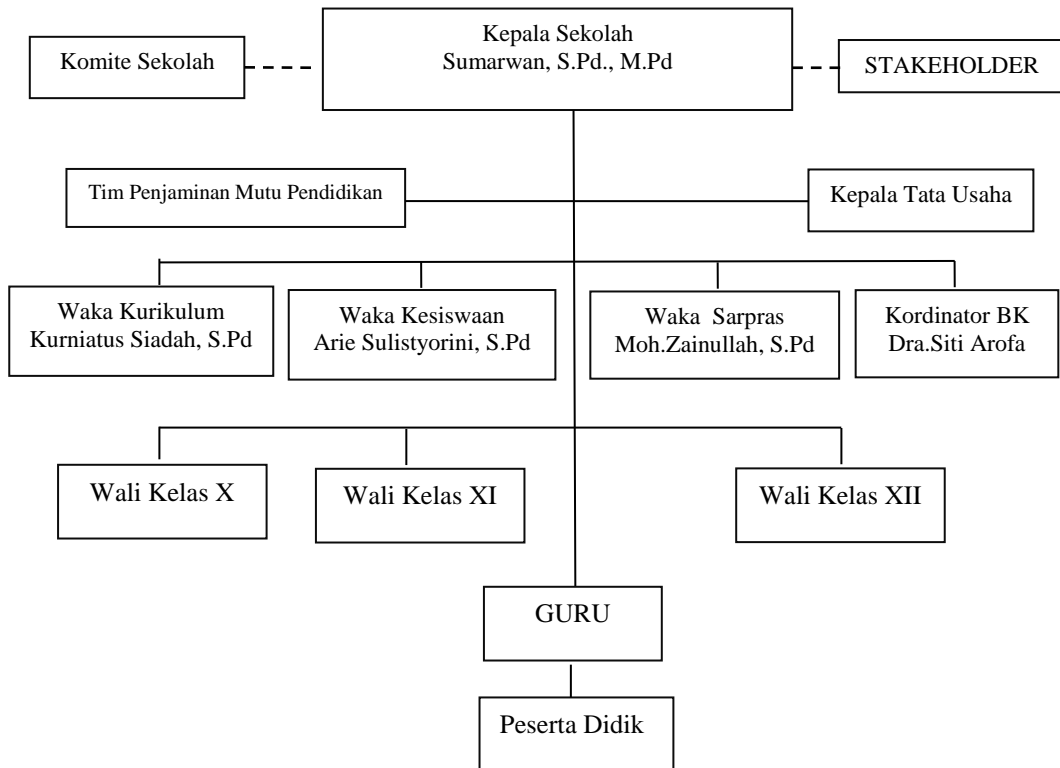 Kepala Sekolah
Sumarwan, S.Pd., M.Pd
Komite Sekolah
STAKEHOLDER
Tim Penjaminan Mutu Pendidikan
Kepala Tata Usaha
Waka Kurikulum
Kurniatus Siadah, S.Pd
Waka Kesiswaan
Arie Sulistyorini, S.Pd
Waka Sarpras
Moh.Zainullah, S.Pd
Kordinator BK
Dra.Siti Arofa
Wali Kelas X
Wali Kelas XI
Wali Kelas XII
GURU
Peserta Didik